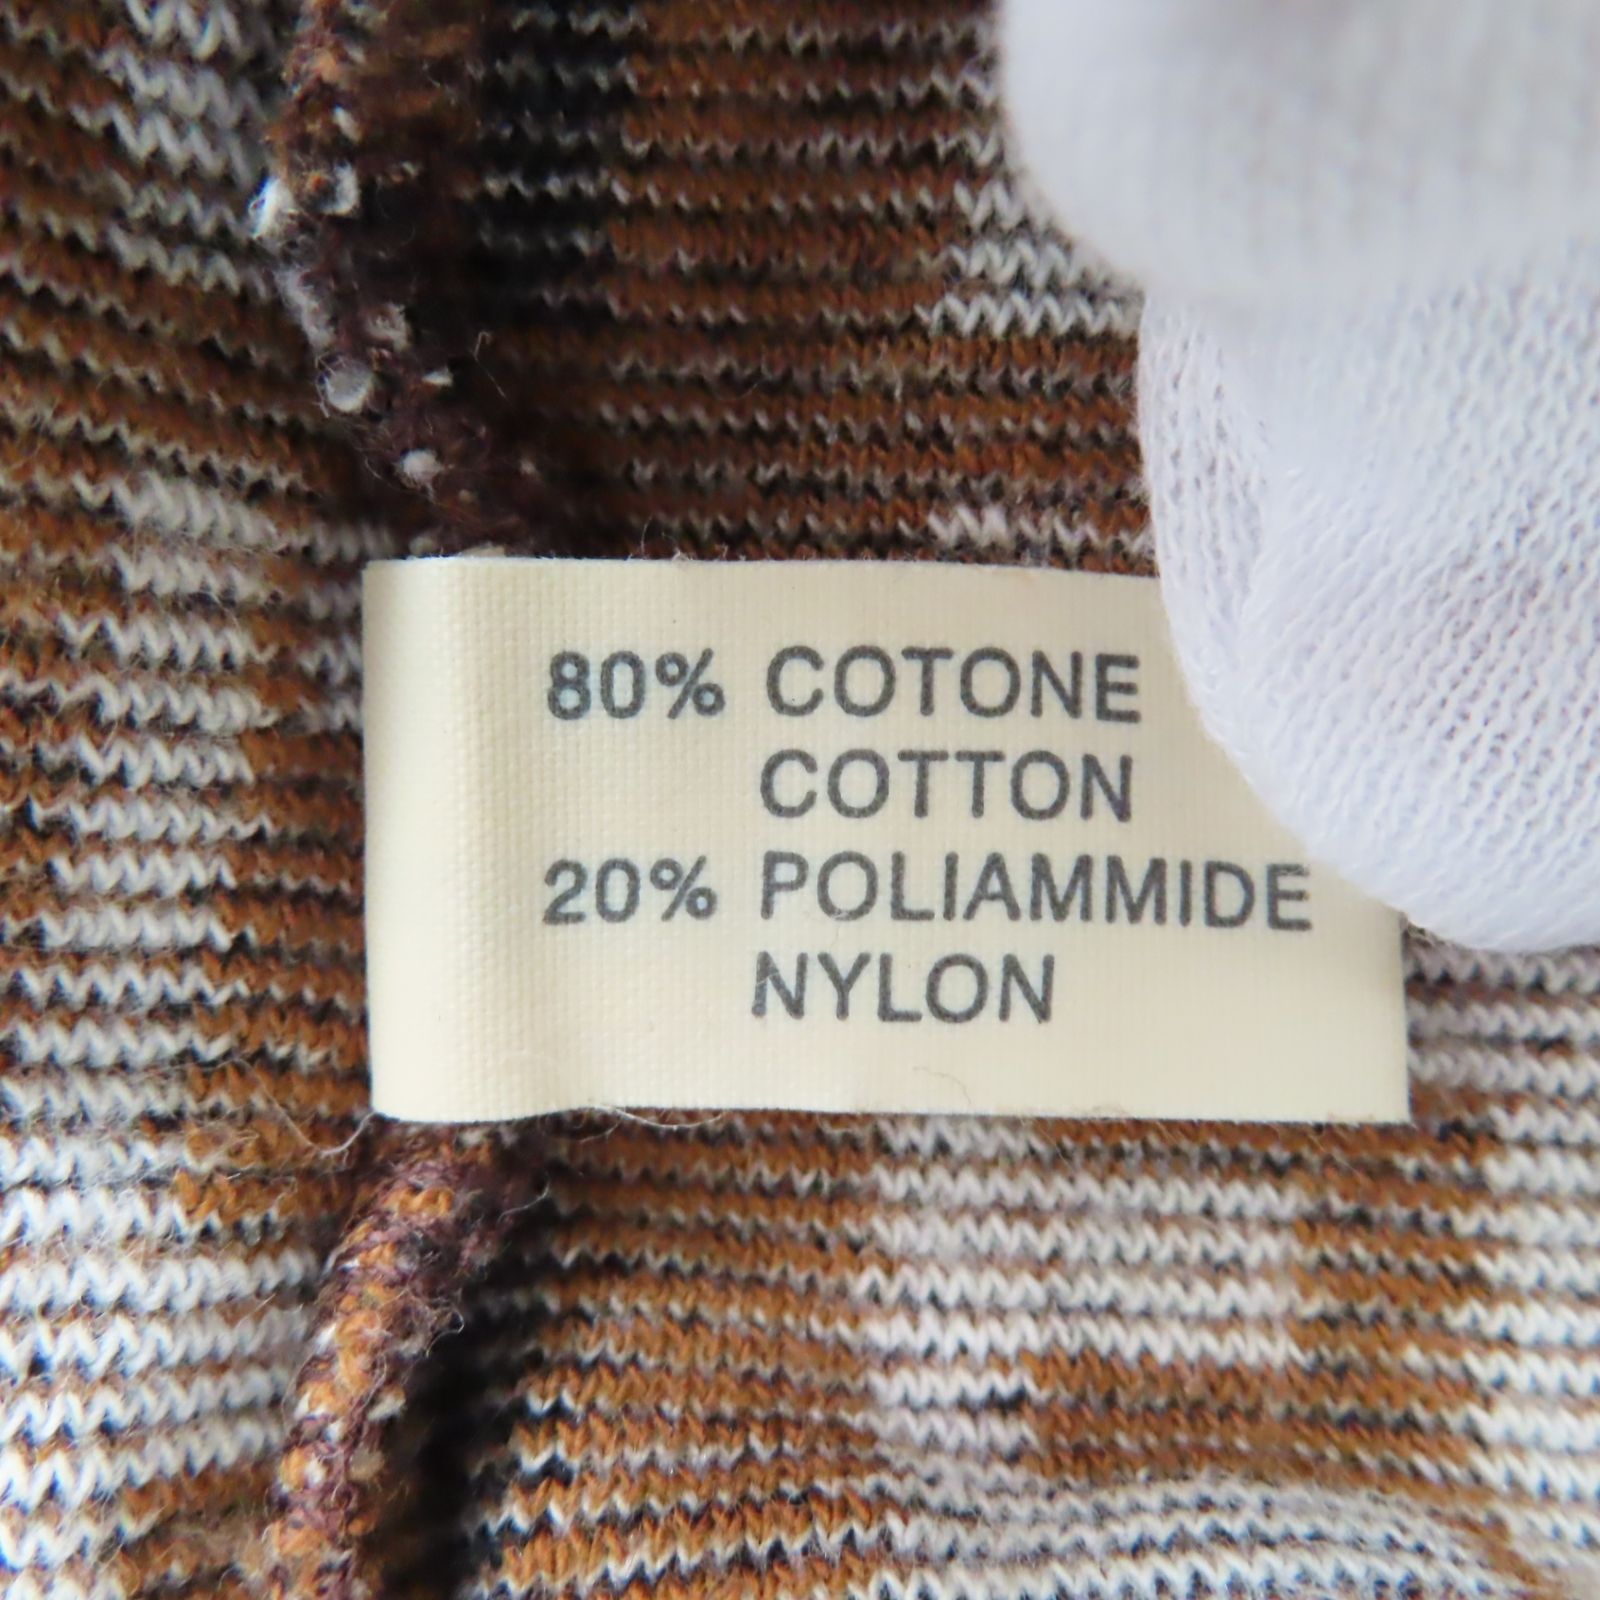 80% COTONE
COTTON
20% POLIAMMIDE
NYLON